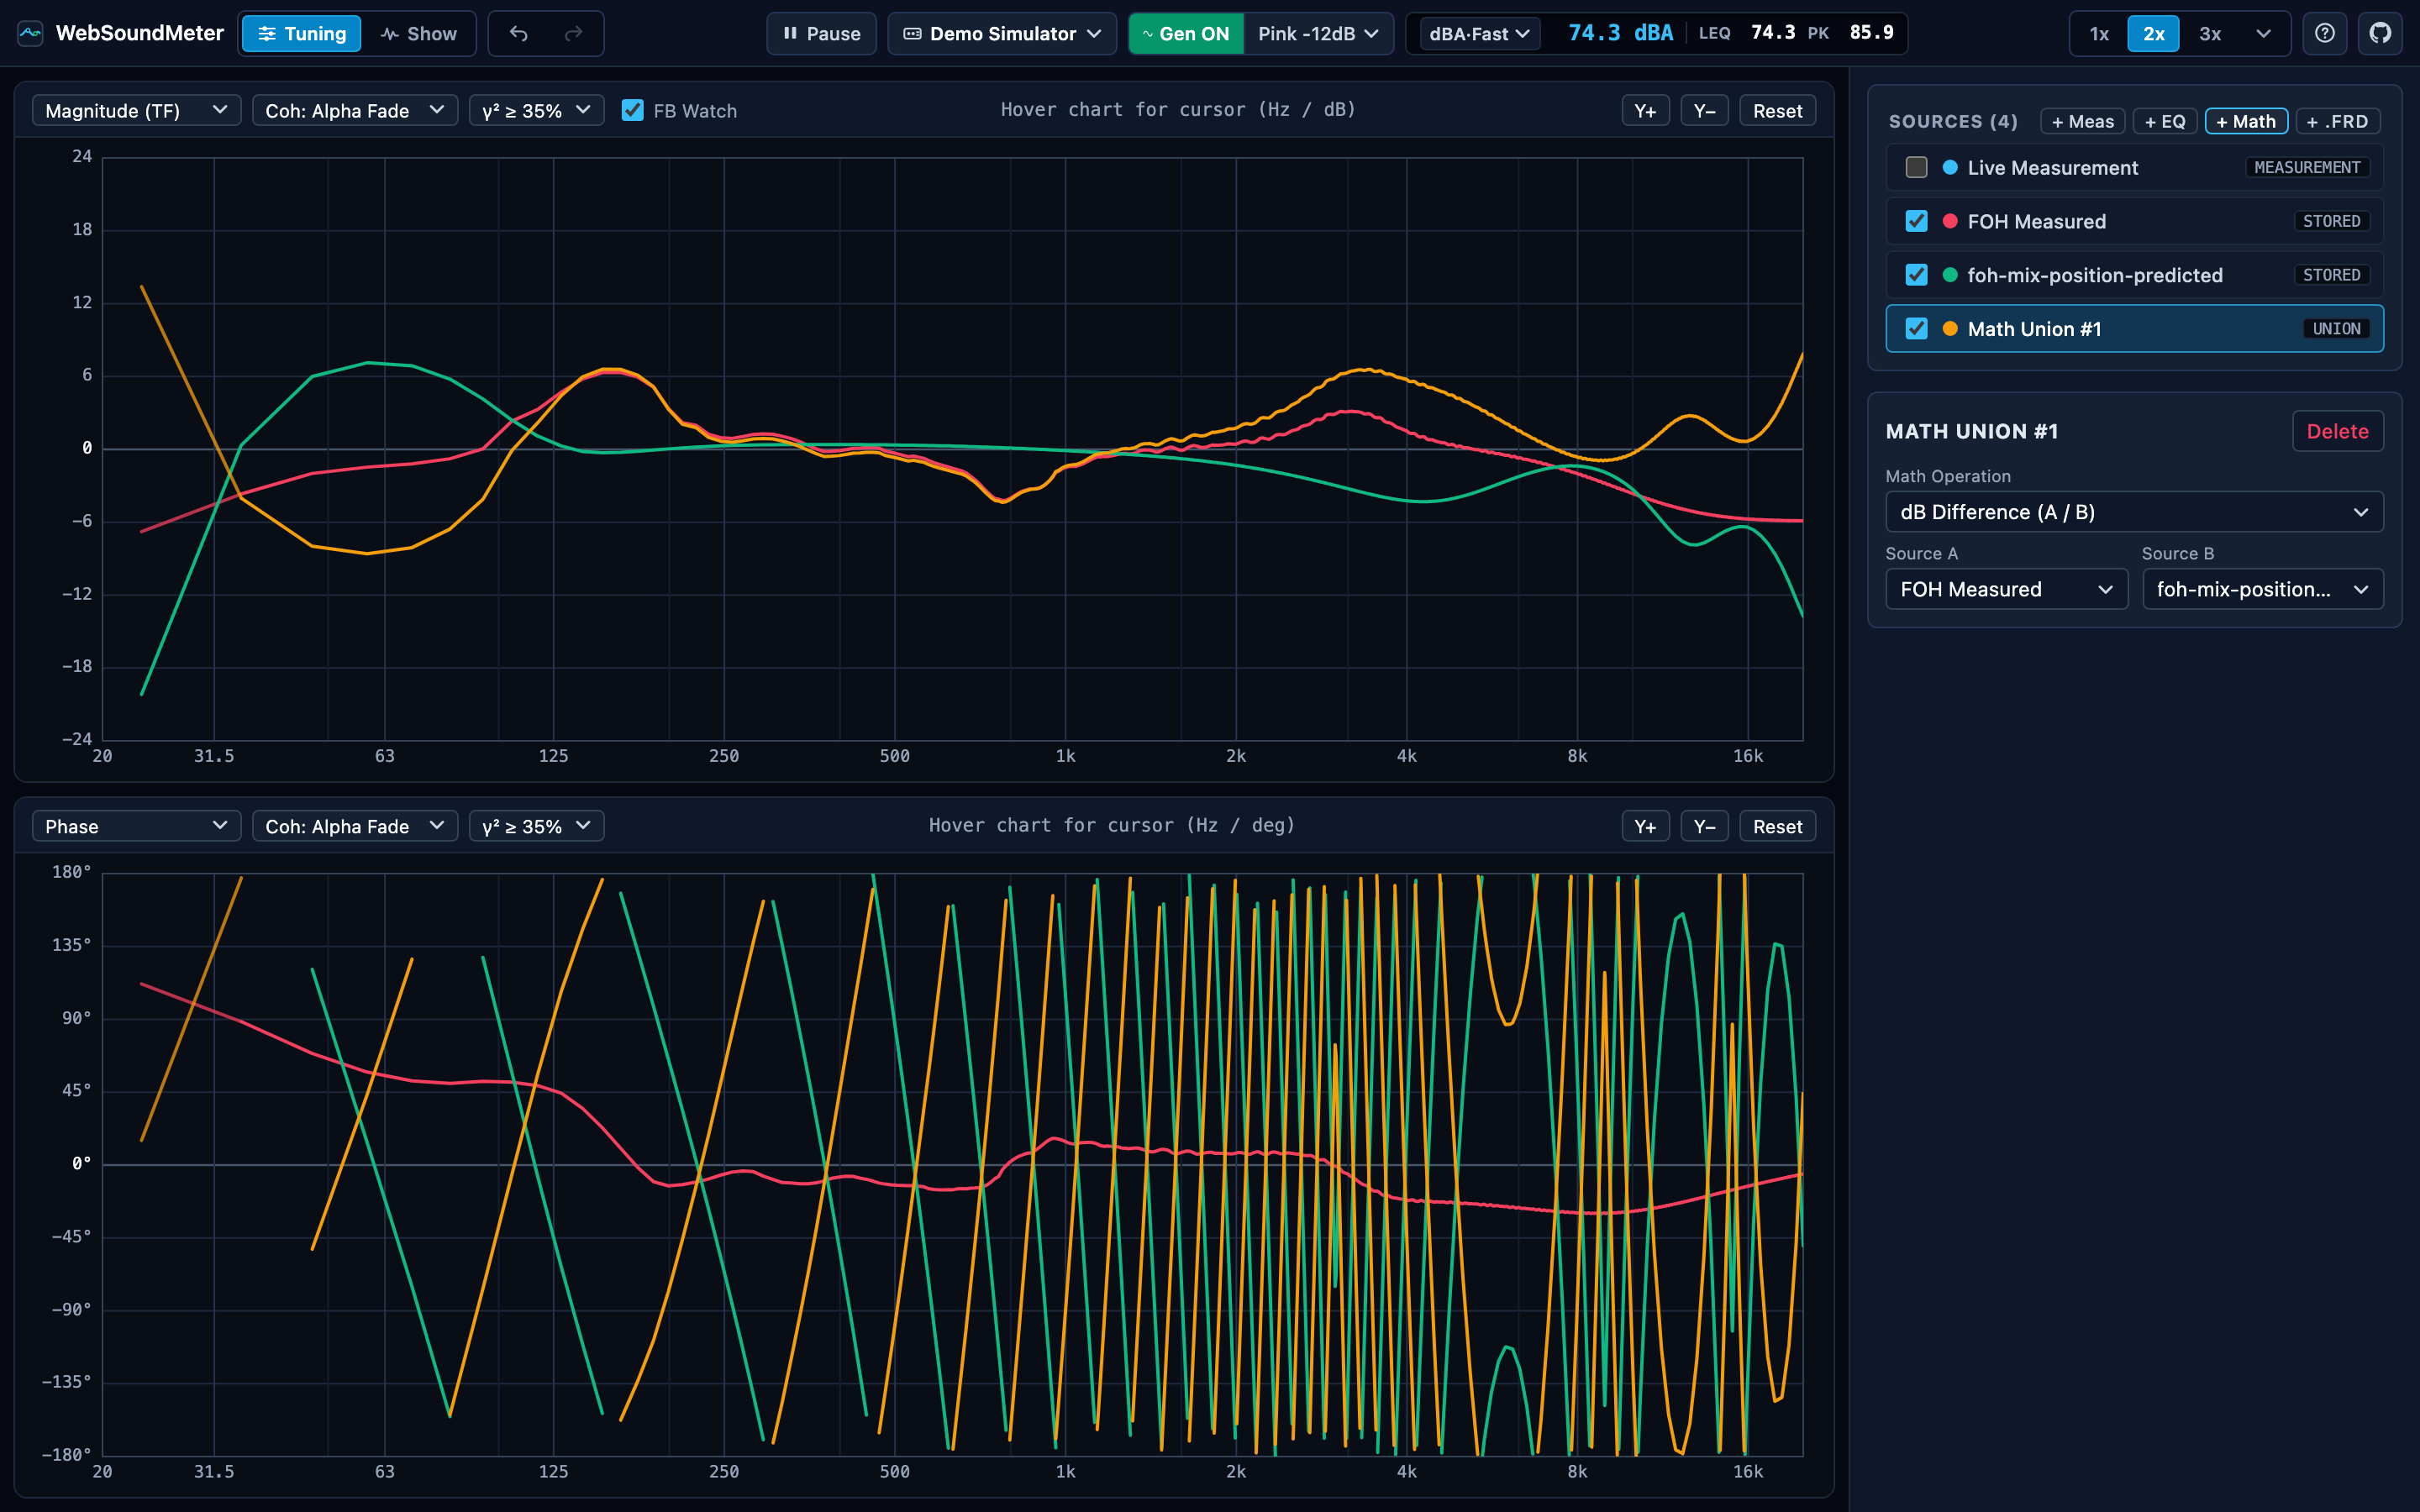 WebSoundMeter Tuning Show Pause Demo Simulator Gen ON Pink -12dB dBA·Fast 74.3 dBA LEQ 74.3 PK 85.9 1x 2x 3x
Magnitude (TF) Coh: Alpha Fade γ² ≥ 35% FB Watch Hover chart for cursor (Hz / dB) Y+ Y− Reset
24
18
12
6
0
−6
−12
−18
−24
20 31.5 63 125 250 500 1k 2k 4k 8k 16k
Phase Coh: Alpha Fade γ² ≥ 35% Hover chart for cursor (Hz / deg) Y+ Y− Reset
180°
135°
90°
45°
0°
−45°
−90°
−135°
−180°
20 31.5 63 125 250 500 1k 2k 4k 8k 16k
SOURCES (4) + Meas + EQ + Math + .FRD
Live Measurement MEASUREMENT
FOH Measured STORED
foh-mix-position-predicted STORED
Math Union #1 UNION
MATH UNION #1 Delete
Math Operation
dB Difference (A / B)
Source A Source B
FOH Measured foh-mix-position...